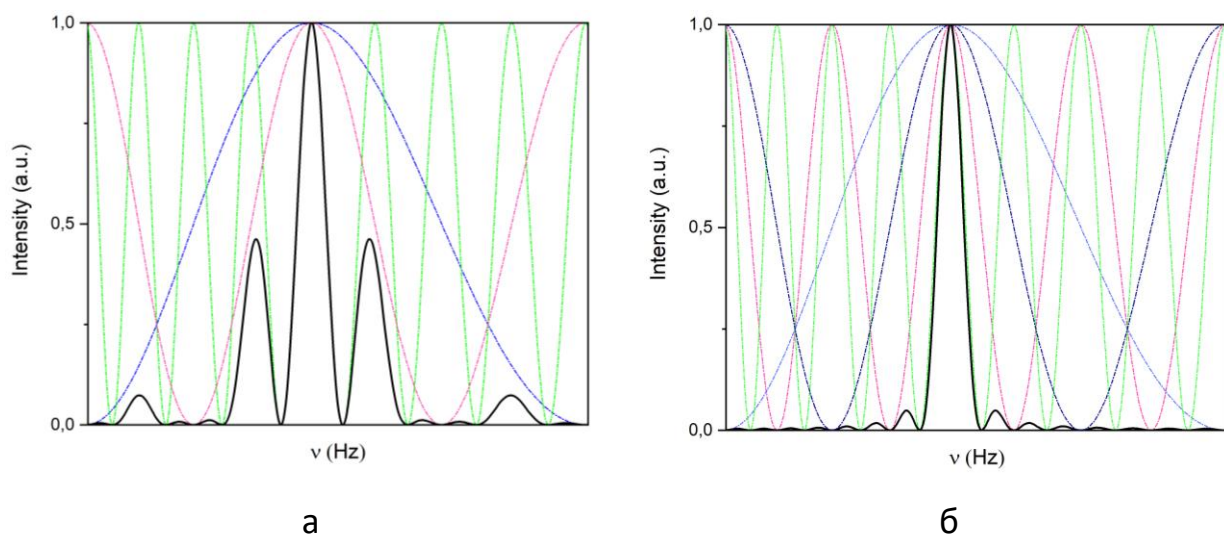 1,0
0,5
0,0
Intensity (a.u.)
ν (Hz)
а
1,0
0,5
0,0
Intensity (a.u.)
ν (Hz)
б